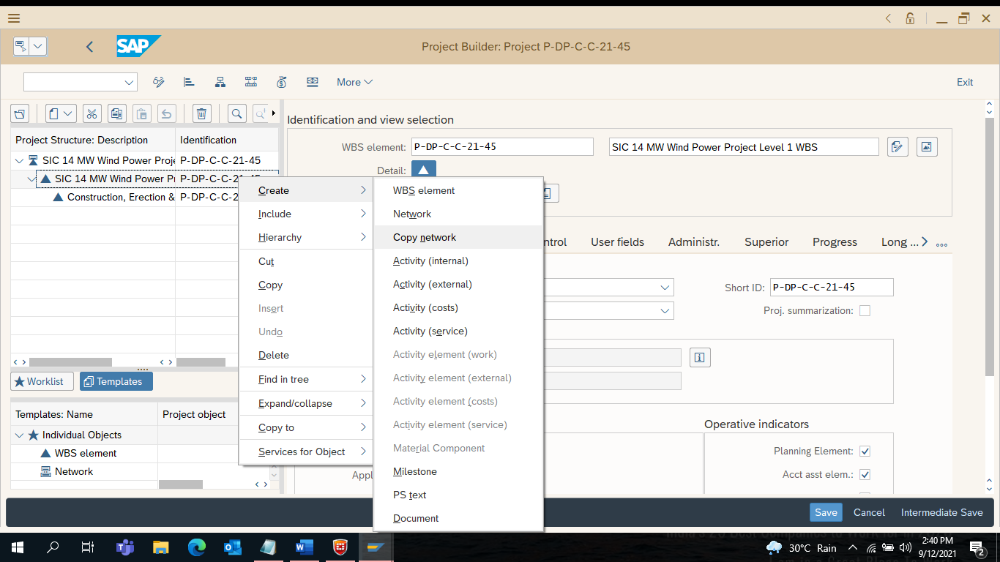 SAP
Project Builder: Project P-DP-C-C-21-45
More
Exit
Identification and view selection
Project Structure: Description
Identification
WBS element:
P-DP-C-C-21-45
SIC 14 MW Wind Power Project Level 1 WBS
SIC 14 MW Wind Power Proje
P-DP-C-C-21-45
Detail:
SIC 14 MW Wind Power Pr
P-DP-C-C-21-45
Construction, Erection &
P-DP-C-C-2
Create
Include
Hierarchy
Cut
Copy
Insert
Undo
Delete
Find in tree
Expand/collapse
Copy to
Services for Object
WBS element
Network
Copy network
Activity (internal)
Activity (external)
Activity (costs)
Activity (service)
Activity element (work)
Activity element (external)
Activity element (costs)
Activity element (service)
Material Component
Milestone
PS text
Document
ntrol
User fields
Administr.
Superior
Progress
Long ...
Short ID:
P-DP-C-C-21-45
Proj. summarization:
Worklist
Templates
Templates: Name
Project object
Individual Objects
WBS element
Network
Operative indicators
Planning Element:
Acct asst elem.:
Appl
Save
Cancel
Intermediate Save
30°C Rain
2:40 PM
9/12/2021
2